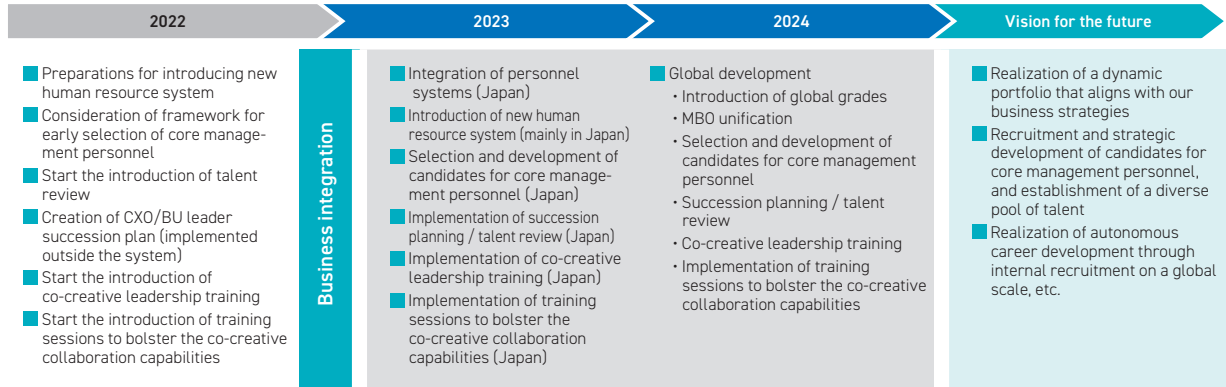 2022
2023
2024
Vision for the future
Preparations for introducing new
human resource system
Consideration of framework for
early selection of core manage-
ment personnel
Start the introduction of talent
review
Creation of CXO/BU leader
succession plan (implemented
outside the system)
Start the introduction of
co-creative leadership training
Start the introduction of training
sessions to bolster the co-creative
collaboration capabilities
Business integration
Integration of personnel
systems (Japan)
Introduction of new human
resource system (mainly in Japan)
Selection and development of
candidates for core manage-
ment personnel (Japan)
Implementation of succession
planning / talent review (Japan)
Implementation of co-creative
leadership training (Japan)
Implementation of training
sessions to bolster the
co-creative collaboration
capabilities (Japan)
Global development
・Introduction of global grades
・MBO unification
・Selection and development of
candidates for core management
personnel
・Succession planning / talent
review
・Co-creative leadership training
・Implementation of training
sessions to bolster the co-creative
collaboration capabilities
Realization of a dynamic
portfolio that aligns with our
business strategies
Recruitment and strategic
development of candidates for
core management personnel,
and establishment of a diverse
pool of talent
Realization of autonomous
career development through
internal recruitment on a global
scale, etc.